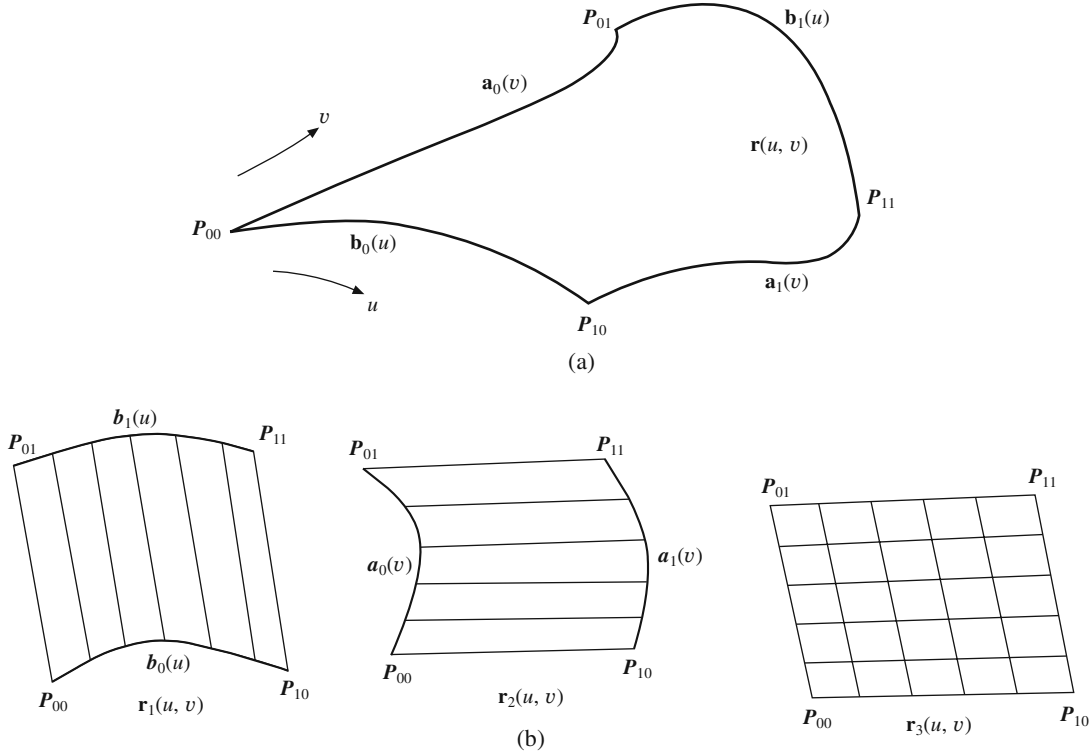 P₀₁
b₁(u)
a₀(v)
v
r(u, v)
P₁₁
P₀₀
b₀(u)
a₁(v)
u
P₁₀
(a)
b₁(u)
P₀₁
P₁₁
b₀(u)
P₀₀
P₁₀
r₁(u, v)
P₀₁
P₁₁
a₀(v)
a₁(v)
P₀₀
P₁₀
r₂(u, v)
P₀₁
P₁₁
P₀₀
P₁₀
r₃(u, v)
(b)